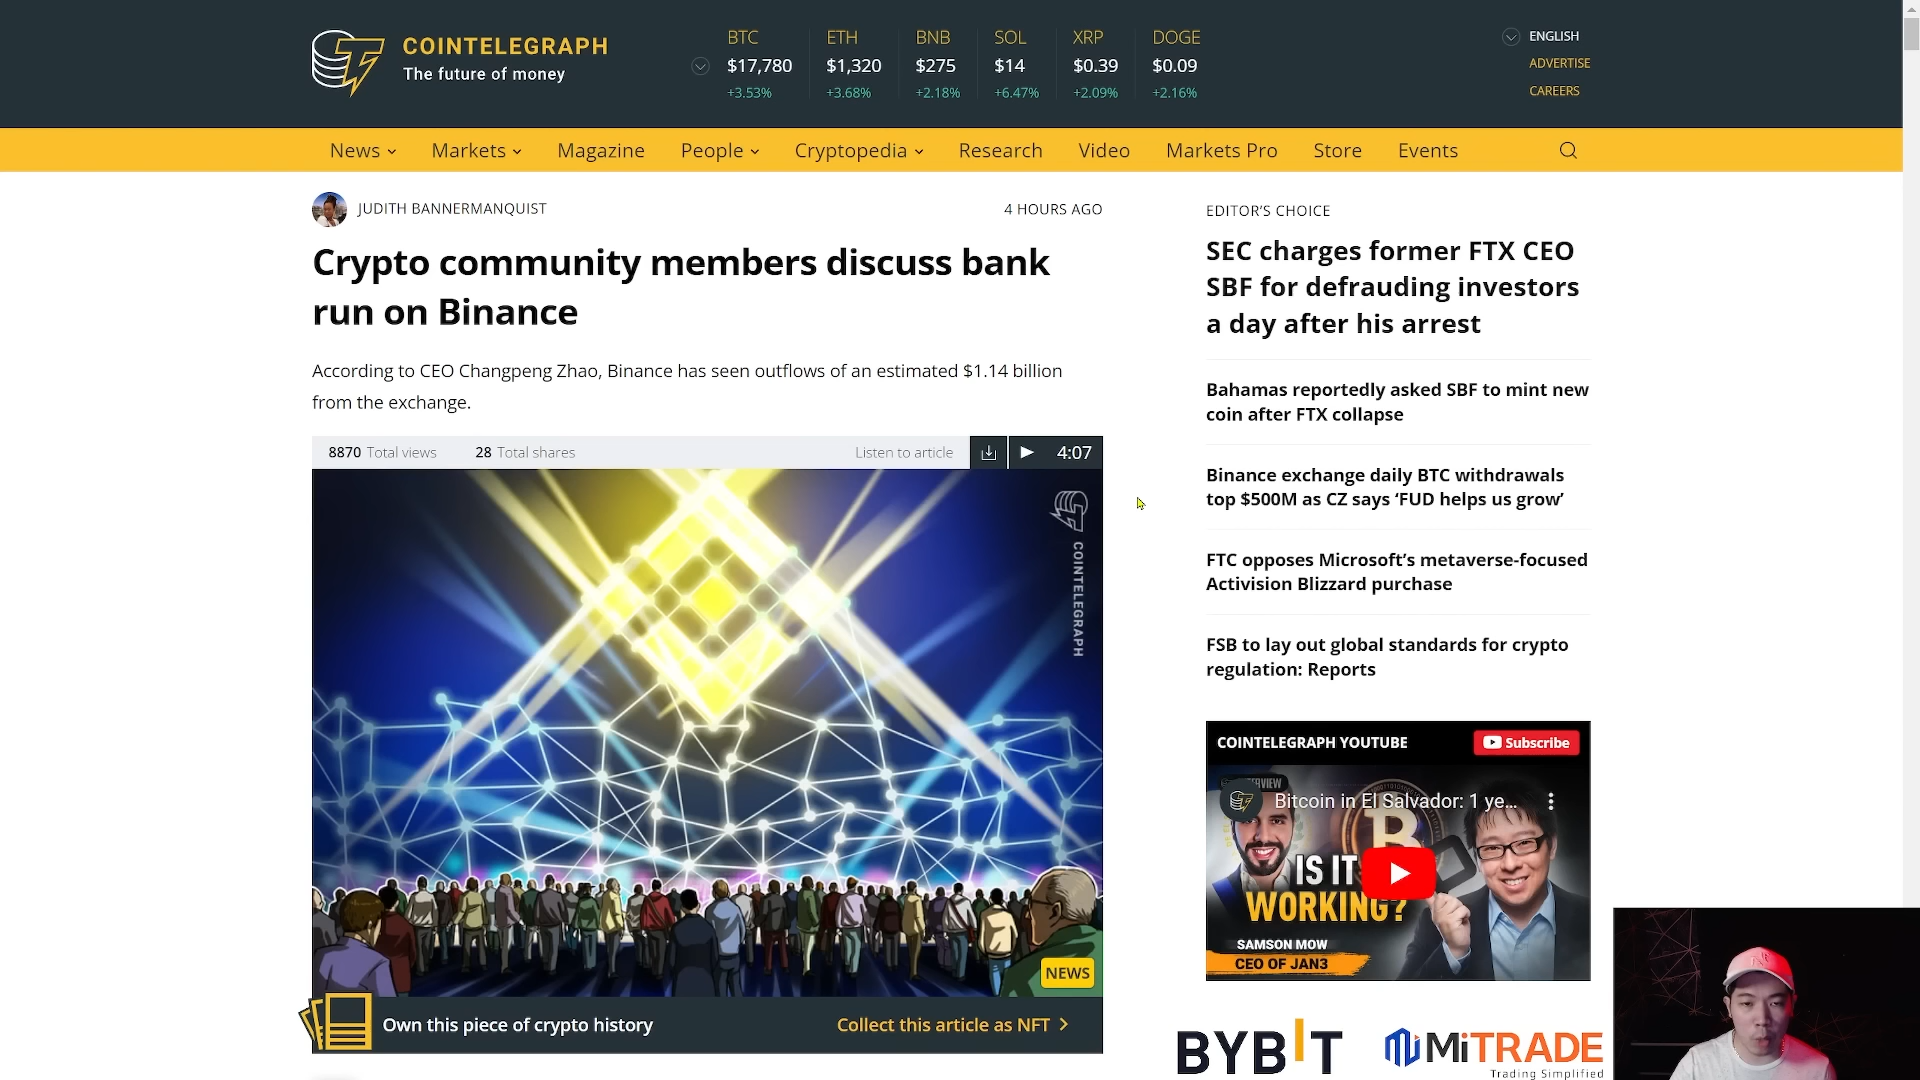 COINTELEGRAPH
The future of money
BTC
$17,780
+3.53%
ETH
$1,320
+3.68%
BNB
$275
+2.18%
SOL
$14
+6.47%
XRP
$0.39
+2.09%
DOGE
$0.09
+2.16%
ENGLISH
ADVERTISE
CAREERS
News
Markets
Magazine
People
Cryptopedia
Research
Video
Markets Pro
Store
Events
JUDITH BANNERMANQUIST
4 HOURS AGO
Crypto community members discuss bank
run on Binance
According to CEO Changpeng Zhao, Binance has seen outflows of an estimated $1.14 billion
from the exchange.
8870 Total views
28 Total shares
Listen to article
4:07
COINTELEGRAPH
NEWS
Own this piece of crypto history
Collect this article as NFT
EDITOR'S CHOICE
SEC charges former FTX CEO
SBF for defrauding investors
a day after his arrest
Bahamas reportedly asked SBF to mint new
coin after FTX collapse
Binance exchange daily BTC withdrawals
top $500M as CZ says ‘FUD helps us grow’
FTC opposes Microsoft’s metaverse-focused
Activision Blizzard purchase
FSB to lay out global standards for crypto
regulation: Reports
COINTELEGRAPH YOUTUBE
Subscribe
Bitcoin in El Salvador: 1 ye...
IS IT
WORKING?
SAMSON MOW
CEO OF JAN3
BYBIT
MiTRADE
Trading Simplified